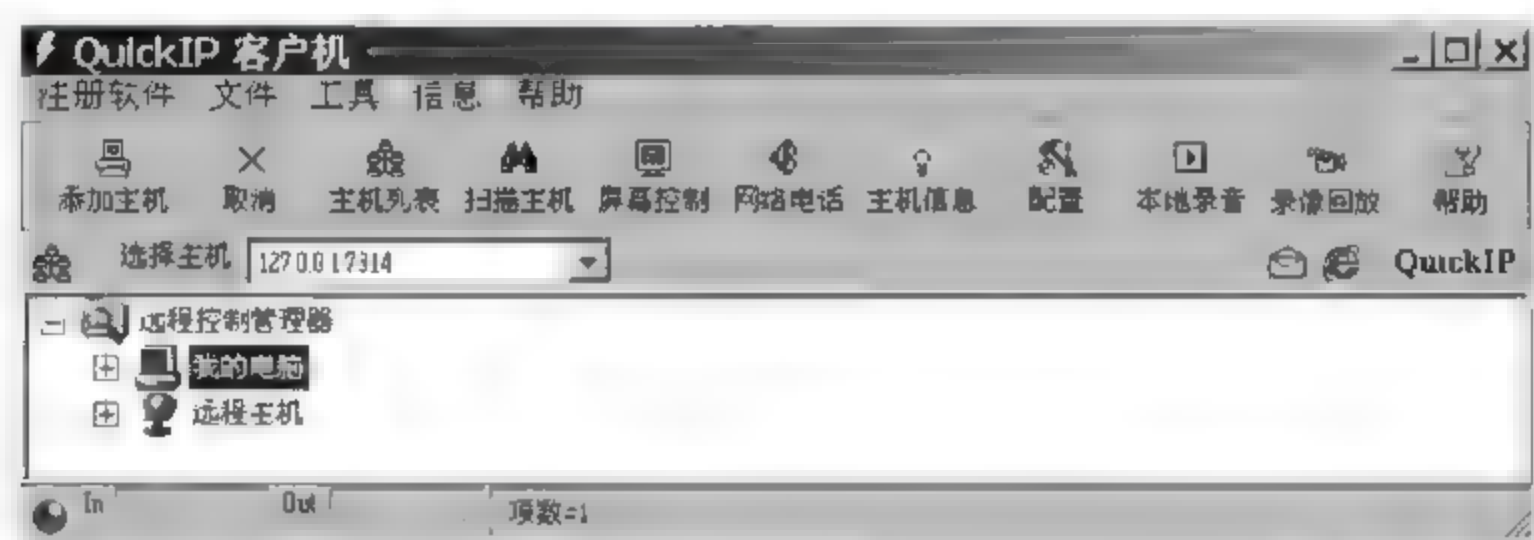 QuickIP 客户机
注册软件 文件 工具 信息 帮助
添加主机 取消 主机列表 扫描主机 屏幕控制 网络电话 主机信息 配置 本地录音 录像回放 帮助
选择主机 127.0.0.1:7314 QuickIP
远程控制管理器
我的电脑
远程主机
In Out 项数=1